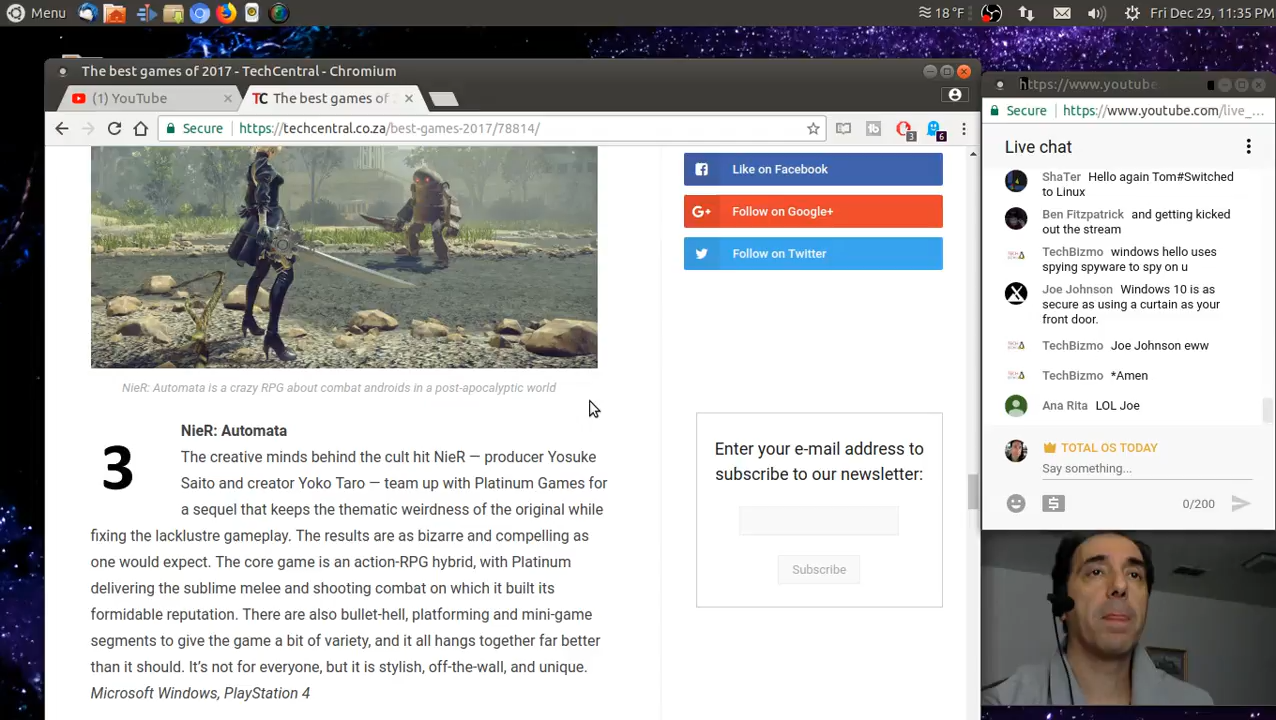 Menu
18 °F
Fri Dec 29, 11:35 PM
The best games of 2017 - TechCentral - Chromium
(1) YouTube
TC The best games of
Secure https://techcentral.co.za/best-games-2017/78814/
3
6
Like on Facebook
G+ Follow on Google+
Follow on Twitter
NieR: Automata is a crazy RPG about combat androids in a post-apocalyptic world
3
NieR: Automata
The creative minds behind the cult hit NieR — producer Yosuke
Saito and creator Yoko Taro — team up with Platinum Games for
a sequel that keeps the thematic weirdness of the original while
fixing the lacklustre gameplay. The results are as bizarre and compelling as
one would expect. The core game is an action-RPG hybrid, with Platinum
delivering the sublime melee and shooting combat on which it built its
formidable reputation. There are also bullet-hell, platforming and mini-game
segments to give the game a bit of variety, and it all hangs together far better
than it should. It's not for everyone, but it is stylish, off-the-wall, and unique.
Microsoft Windows, PlayStation 4
Enter your e-mail address to
subscribe to our newsletter:
Subscribe
https://www.youtube
Secure https://www.youtube.com/live_...
Live chat
ShaTer Hello again Tom#Switched
to Linux
Ben Fitzpatrick and getting kicked
out the stream
TechBizmo windows hello uses
spying spyware to spy on u
Joe Johnson Windows 10 is as
secure as using a curtain as your
front door.
TechBizmo Joe Johnson eww
TechBizmo *Amen
Ana Rita LOL Joe
TOTAL OS TODAY
Say something...
0/200